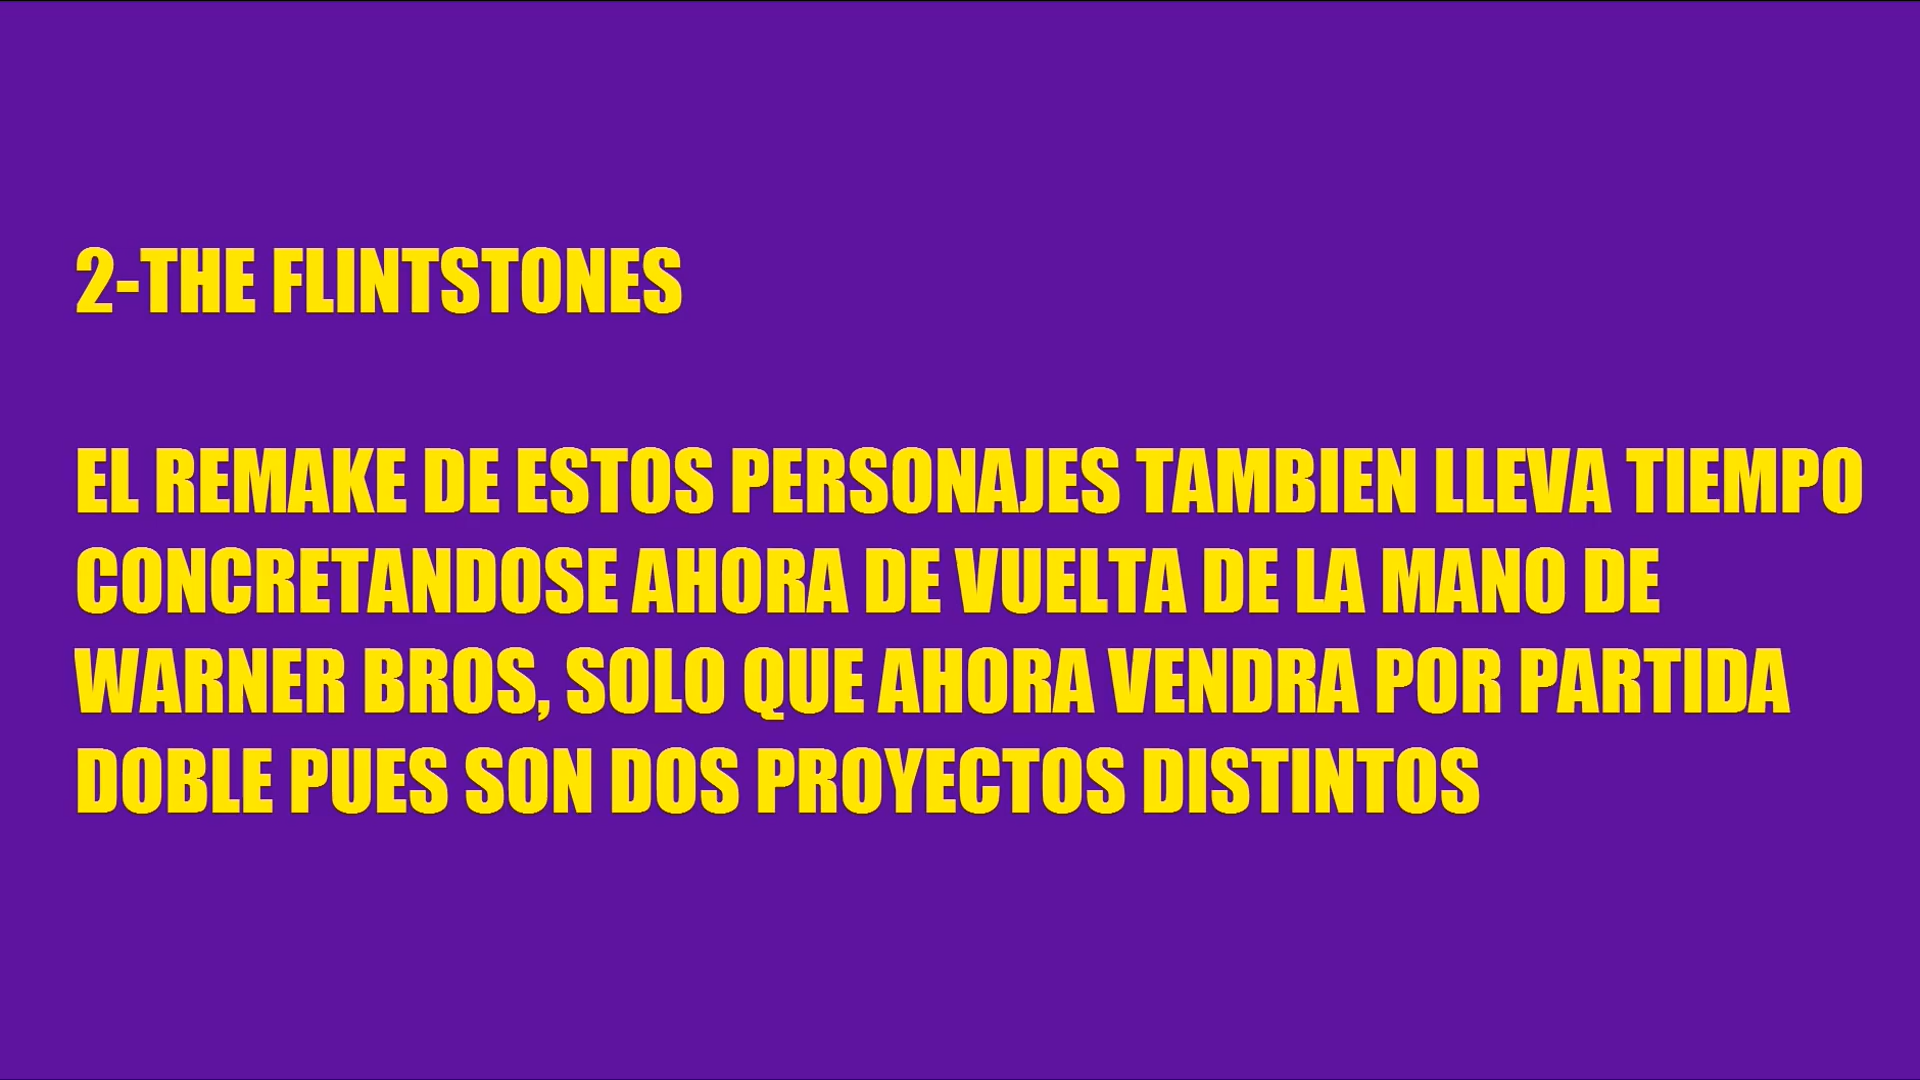 2-THE FLINTSTONES
EL REMAKE DE ESTOS PERSONAJES TAMBIEN LLEVA TIEMPO
CONCRETANDOSE AHORA DE VUELTA DE LA MANO DE
WARNER BROS, SOLO QUE AHORA VENDRA POR PARTIDA
DOBLE PUES SON DOS PROYECTOS DISTINTOS